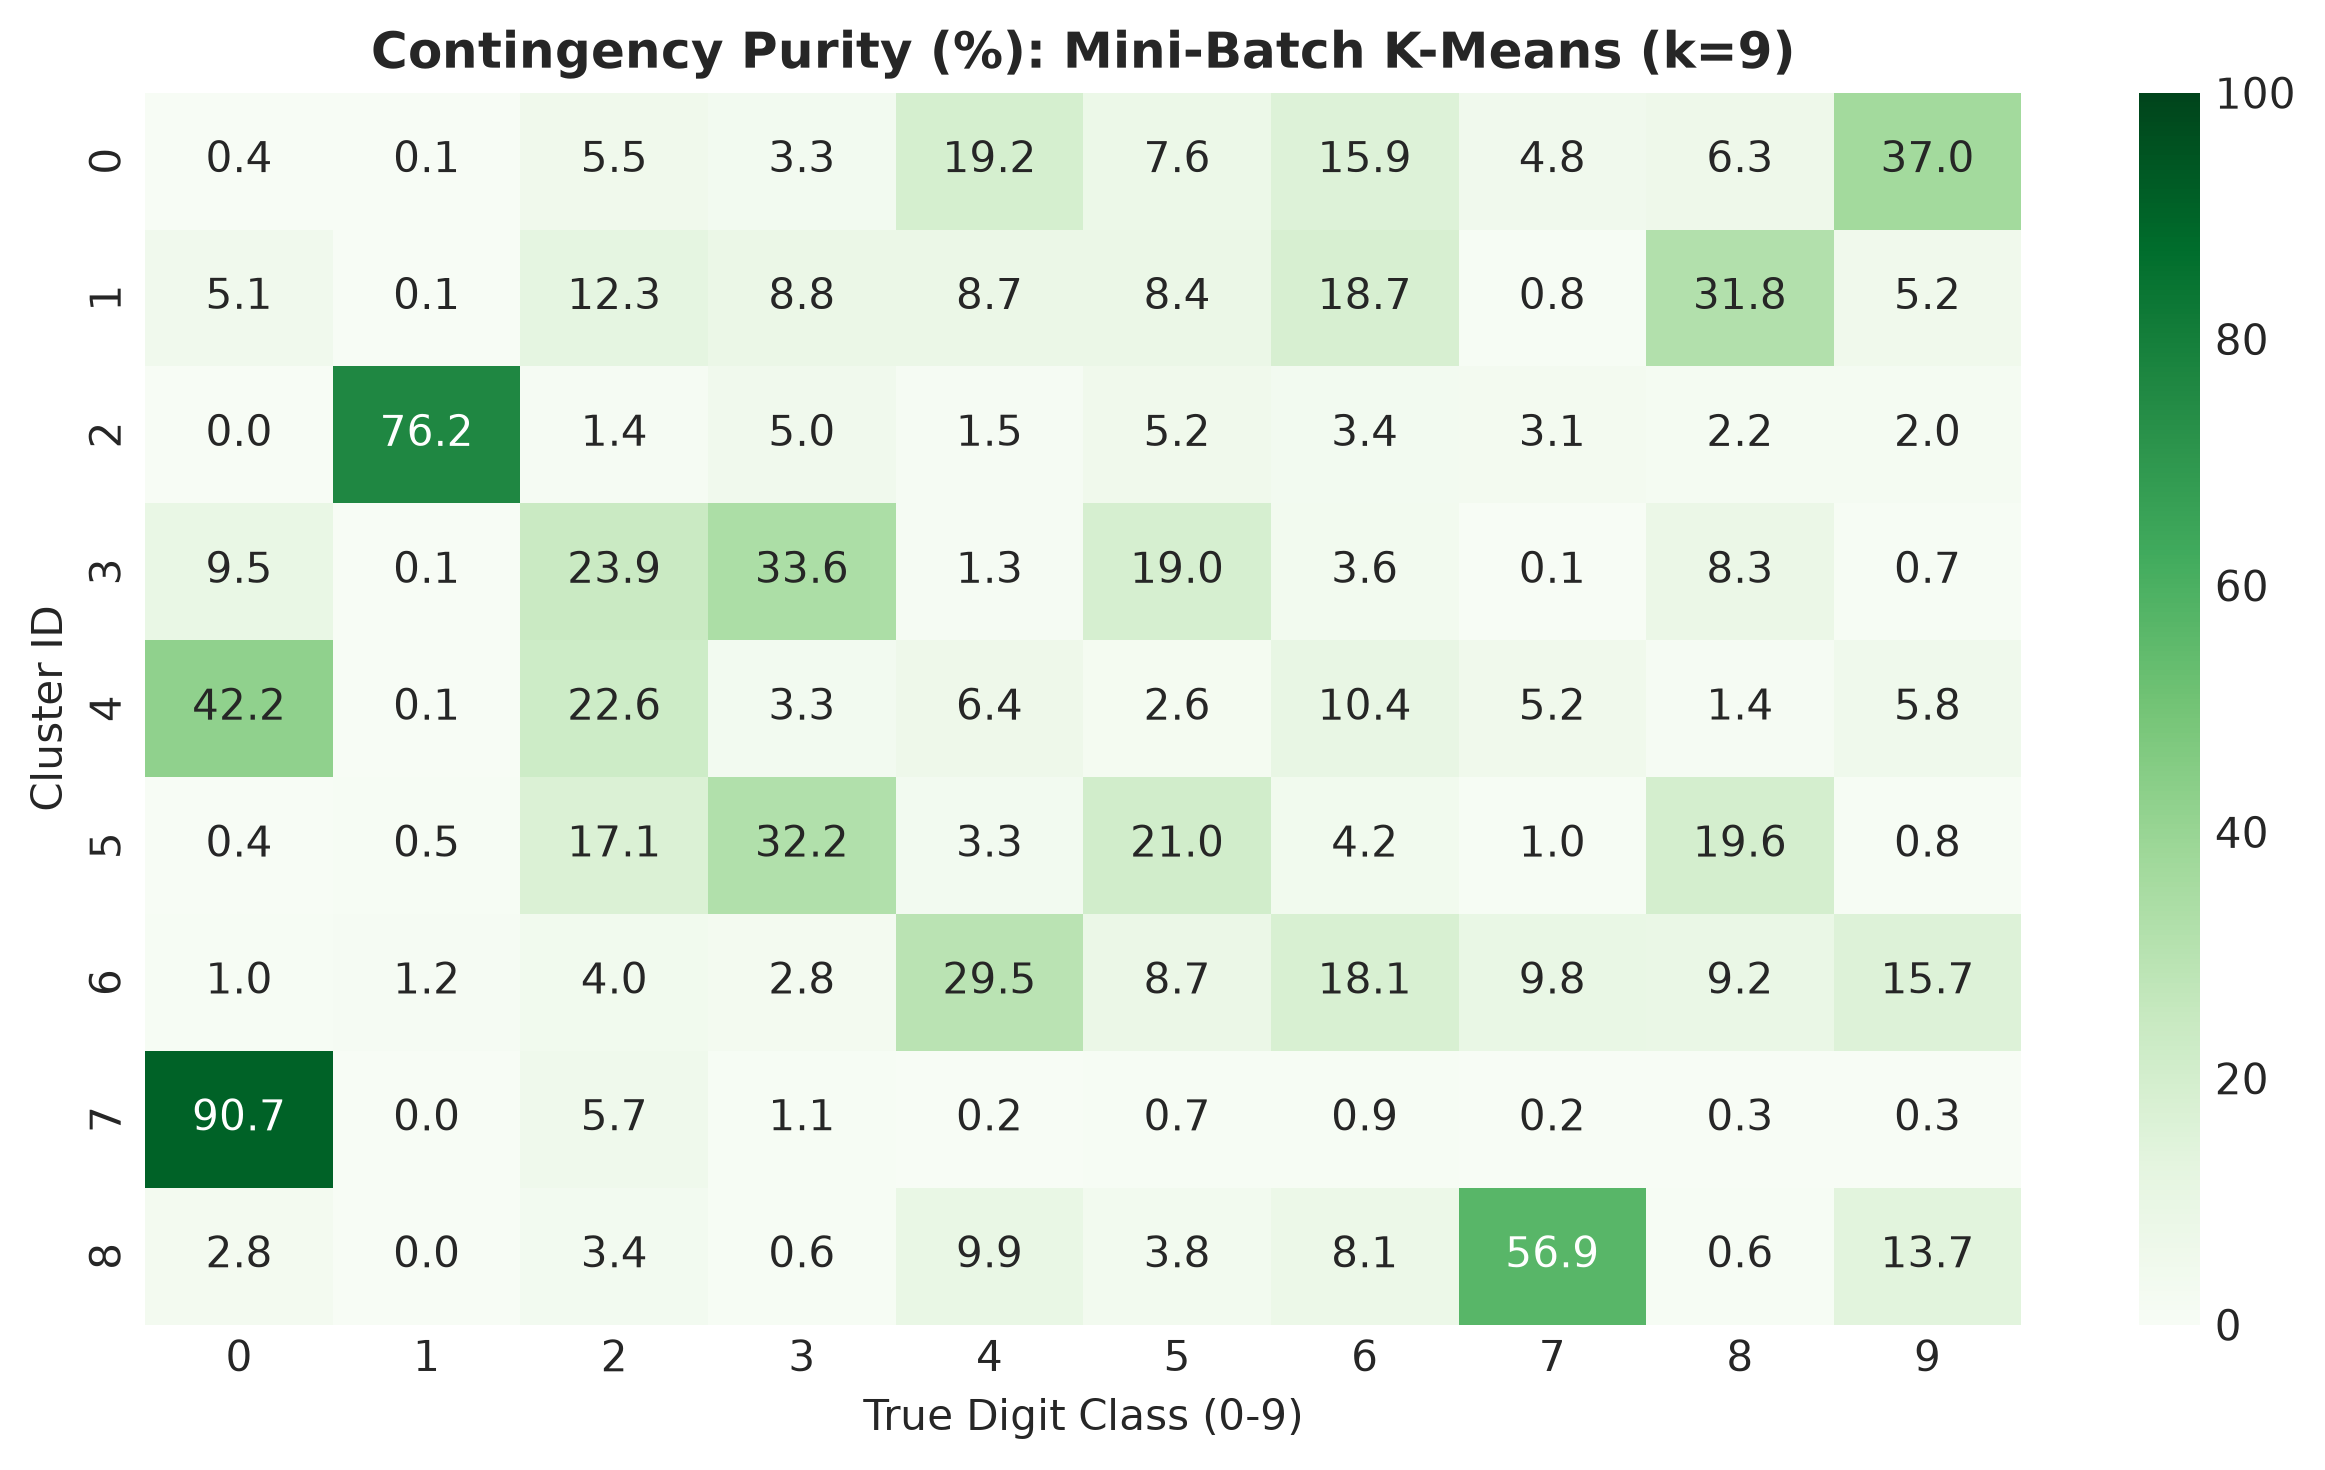 Contingency Purity (%): Mini-Batch K-Means (k=9)
0 0.4 0.1 5.5 3.3 19.2 7.6 15.9 4.8 6.3 37.0
1 5.1 0.1 12.3 8.8 8.7 8.4 18.7 0.8 31.8 5.2
2 0.0 76.2 1.4 5.0 1.5 5.2 3.4 3.1 2.2 2.0
3 9.5 0.1 23.9 33.6 1.3 19.0 3.6 0.1 8.3 0.7
4 42.2 0.1 22.6 3.3 6.4 2.6 10.4 5.2 1.4 5.8
5 0.4 0.5 17.1 32.2 3.3 21.0 4.2 1.0 19.6 0.8
6 1.0 1.2 4.0 2.8 29.5 8.7 18.1 9.8 9.2 15.7
7 90.7 0.0 5.7 1.1 0.2 0.7 0.9 0.2 0.3 0.3
8 2.8 0.0 3.4 0.6 9.9 3.8 8.1 56.9 0.6 13.7
0 1 2 3 4 5 6 7 8 9
True Digit Class (0-9)
Cluster ID
100
80
60
40
20
0